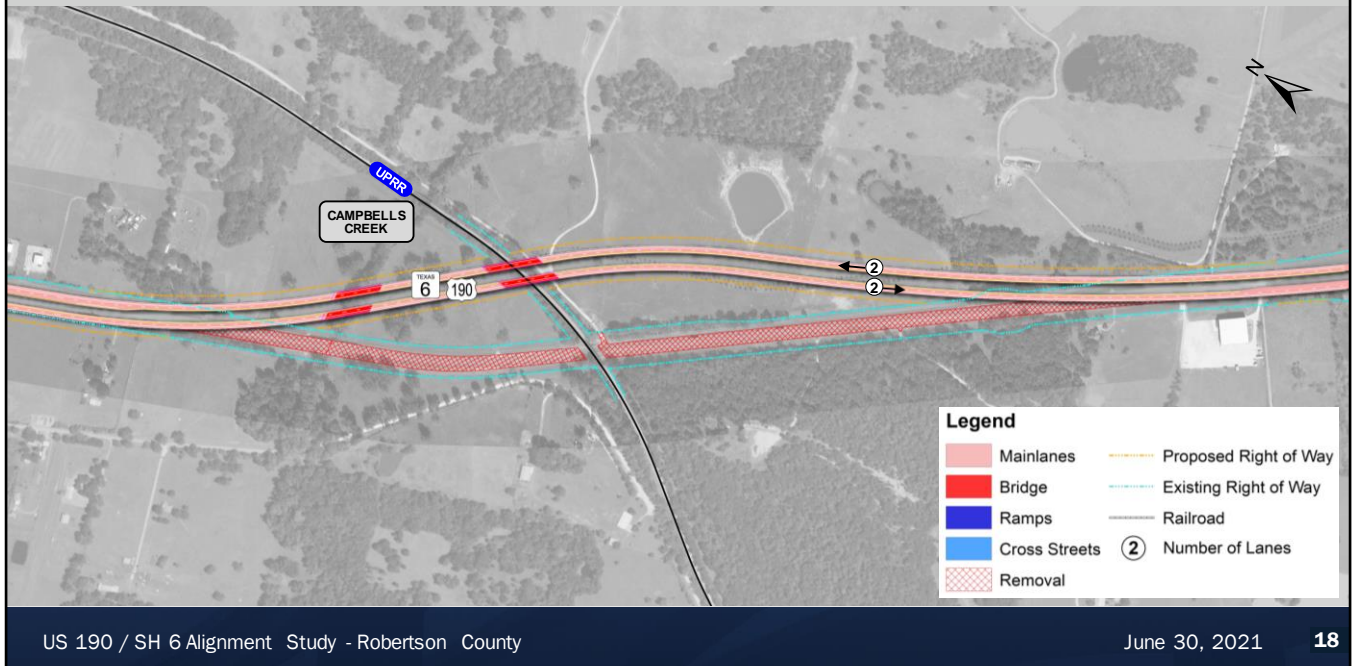 N
UPRR
CAMPBELLS
CREEK
TEXAS
6 190
2
2
Legend
Mainlanes
Bridge
Ramps
Cross Streets
Removal
Proposed Right of Way
Existing Right of Way
Railroad
2 Number of Lanes
US 190 / SH 6 Alignment Study - Robertson County June 30, 2021 18